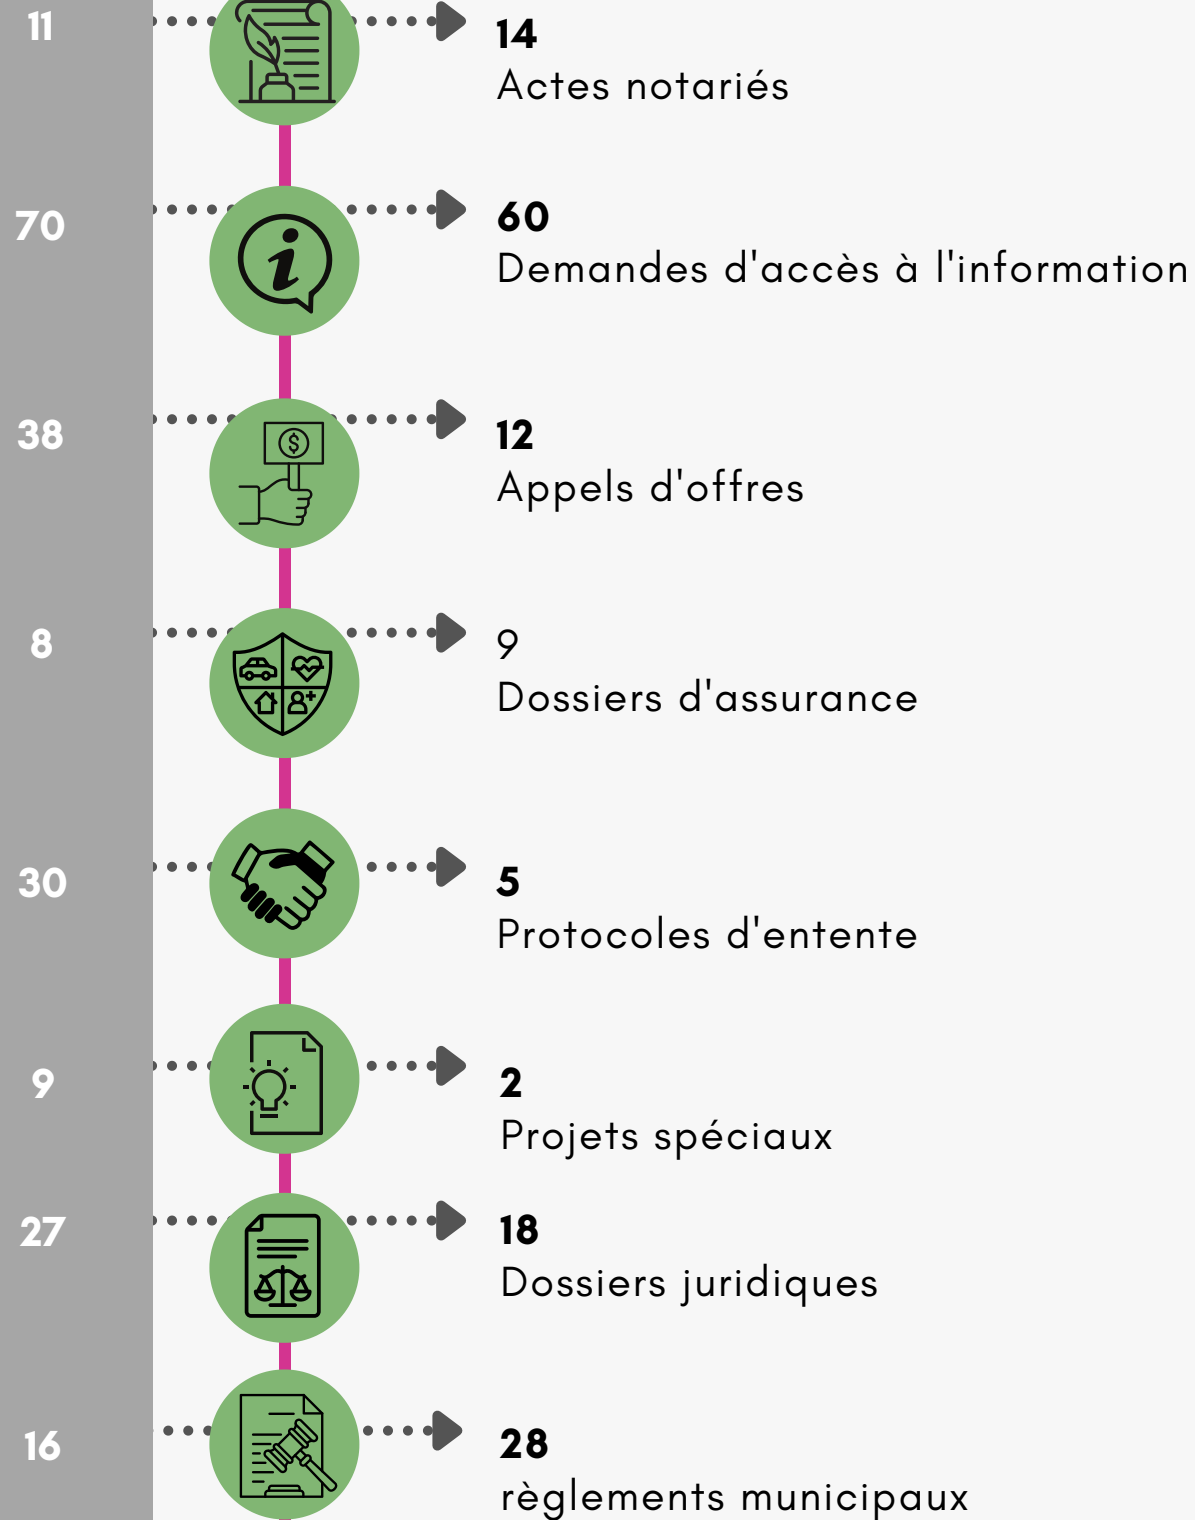 11
14
Actes notariés
70
60
Demandes d'accès à l'information
38
12
Appels d'offres
8
9
Dossiers d'assurance
30
5
Protocoles d'entente
9
2
Projets spéciaux
27
18
Dossiers juridiques
16
28
règlements municipaux